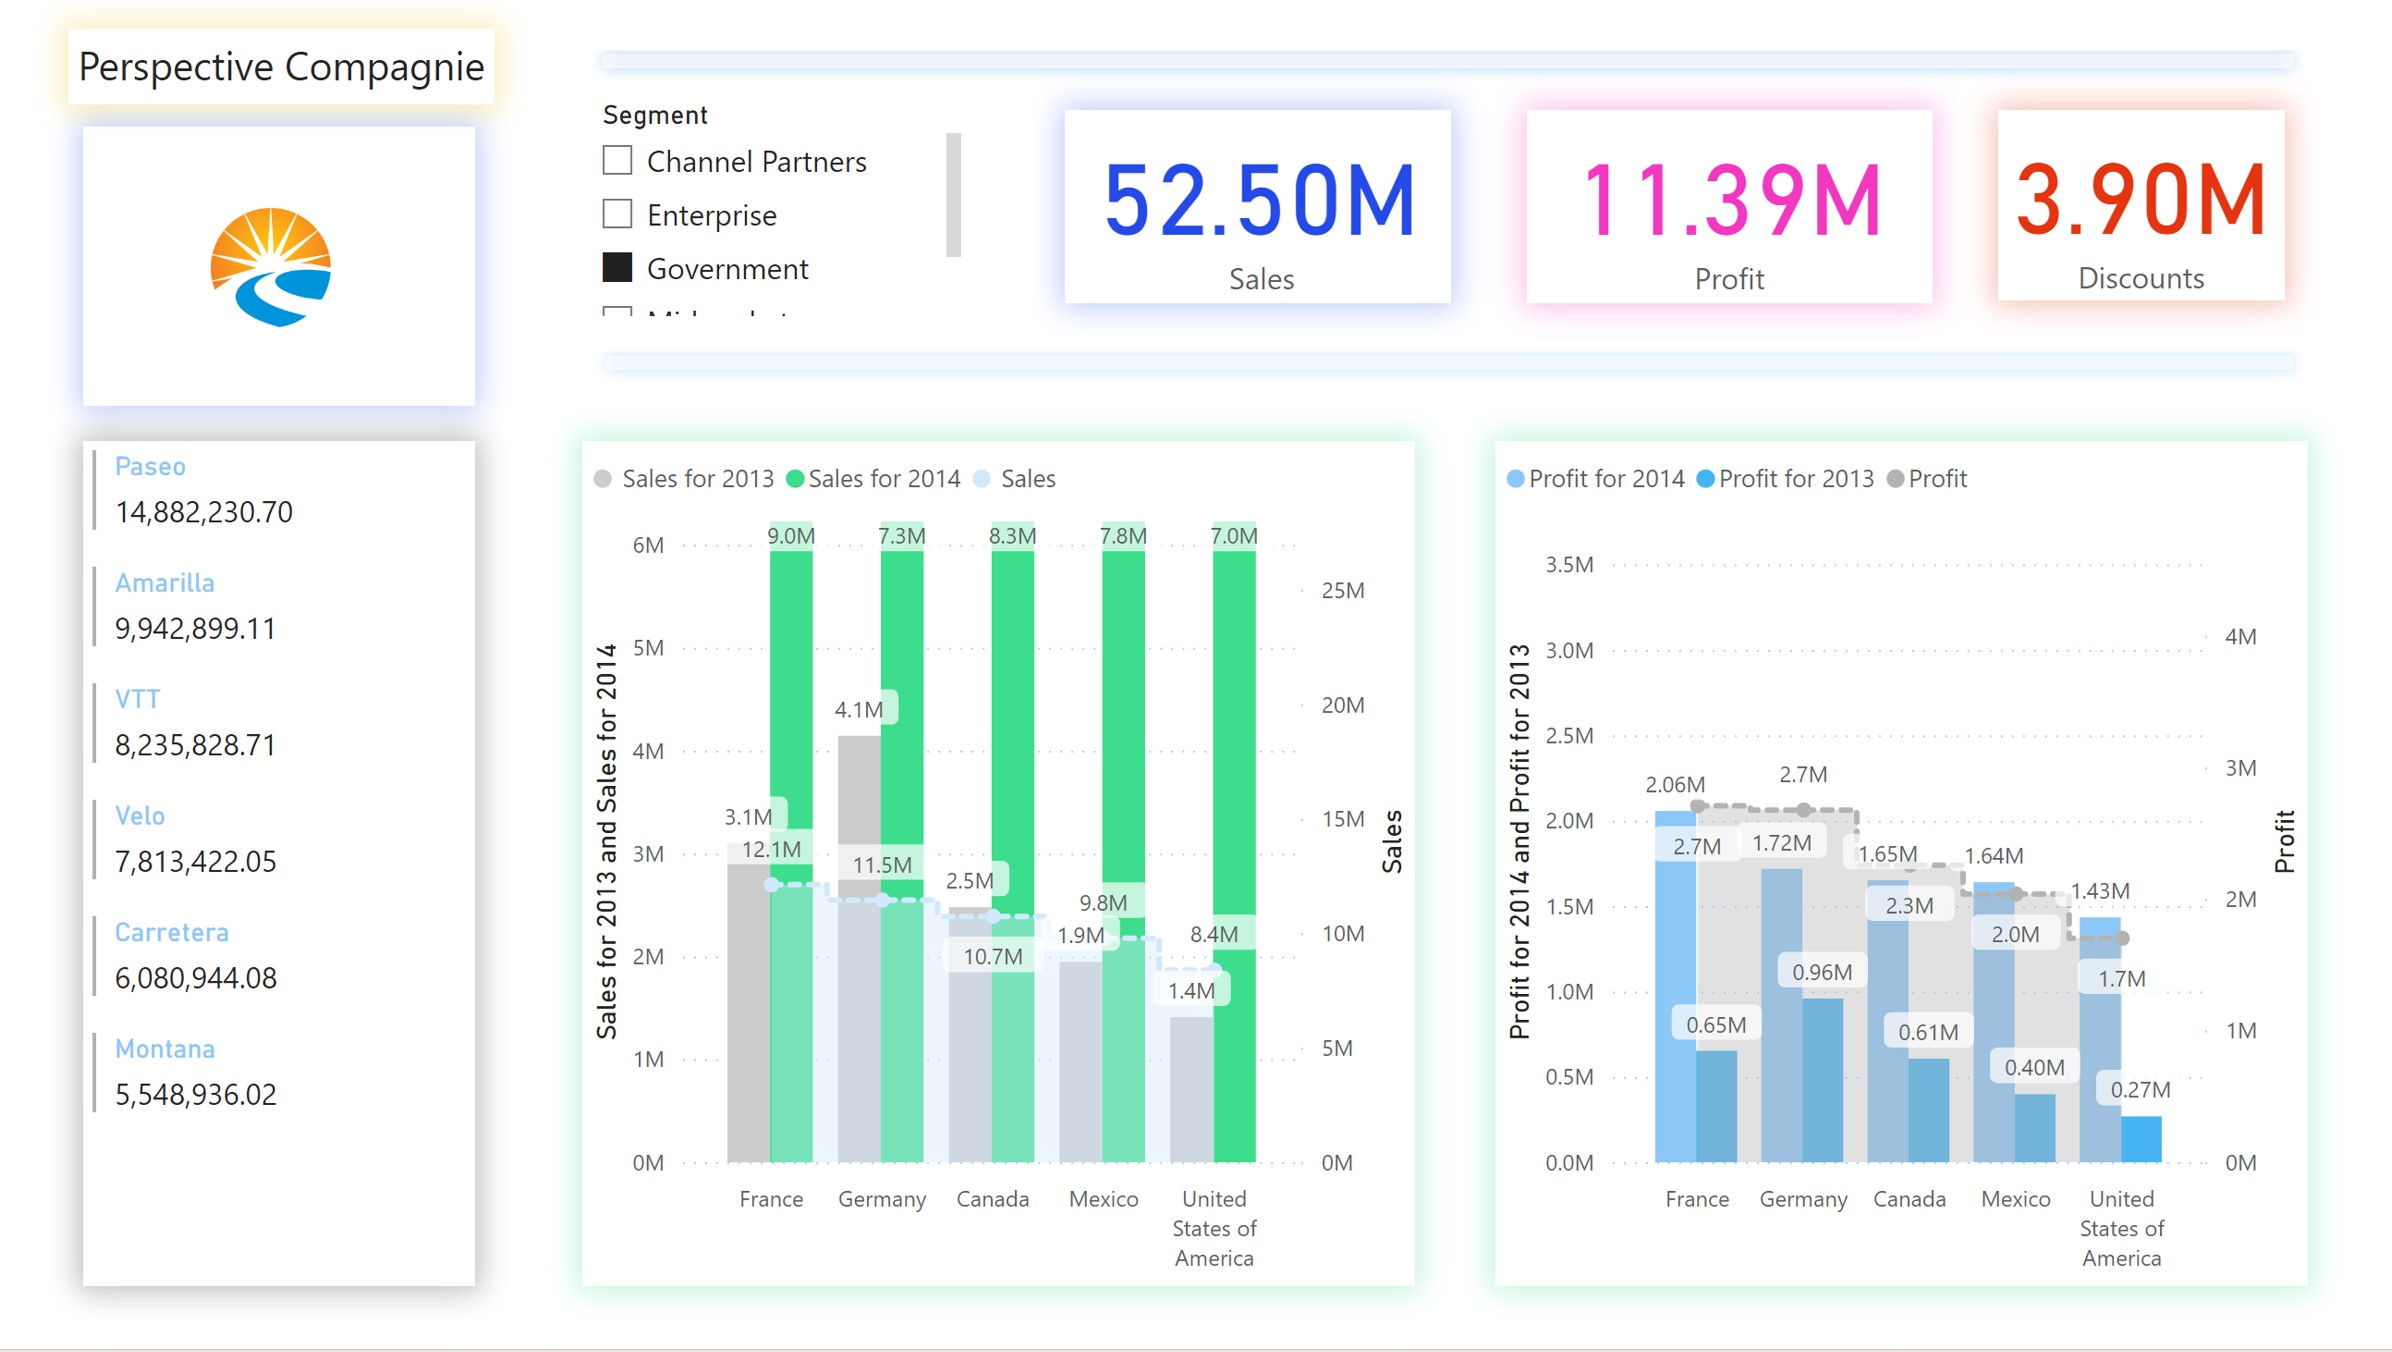 Perspective Compagnie
Segment
Channel Partners
Enterprise
Government
52.50M
Sales
11.39M
Profit
3.90M
Discounts
Paseo
14,882,230.70
Amarilla
9,942,899.11
VTT
8,235,828.71
Velo
7,813,422.05
Carretera
6,080,944.08
Montana
5,548,936.02
Sales for 2013 Sales for 2014 Sales
Sales for 2013 and Sales for 2014
6M
5M
4M
3M
2M
1M
0M
9.0M 7.3M 8.3M 7.8M 7.0M
4.1M
3.1M
12.1M
11.5M
2.5M
9.8M
1.9M
8.4M
10.7M
1.4M
25M
20M
15M
10M
5M
0M
Sales
France Germany Canada Mexico United
States of
America
Profit for 2014 Profit for 2013 Profit
Profit for 2014 and Profit for 2013
3.5M
3.0M
2.5M
2.0M
1.5M
1.0M
0.5M
0.0M
2.06M
2.7M
2.7M
1.72M
1.65M
1.64M
1.43M
2.3M
2.0M
1.7M
0.96M
0.65M
0.61M
0.40M
0.27M
4M
3M
2M
1M
0M
Profit
France Germany Canada Mexico United
States of
America